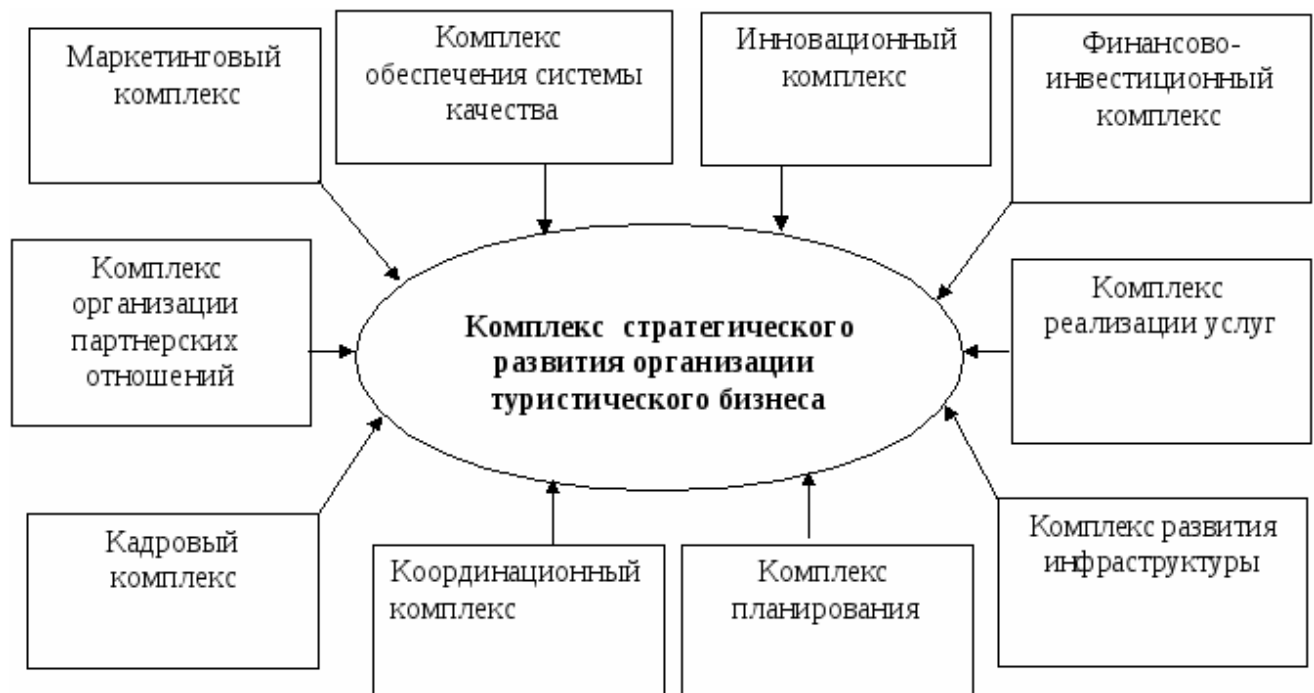 Маркетинговый
комплекс
Комплекс
обеспечения системы
качества
Инновационный
комплекс
Финансово-
инвестиционный
комплекс
Комплекс
организации
партнерских
отношений
Комплекс стратегического
развития организации
туристического бизнеса
Комплекс
реализации услуг
Кадровый
комплекс
Координационный
комплекс
Комплекс
планирования
Комплекс развития
инфраструктуры